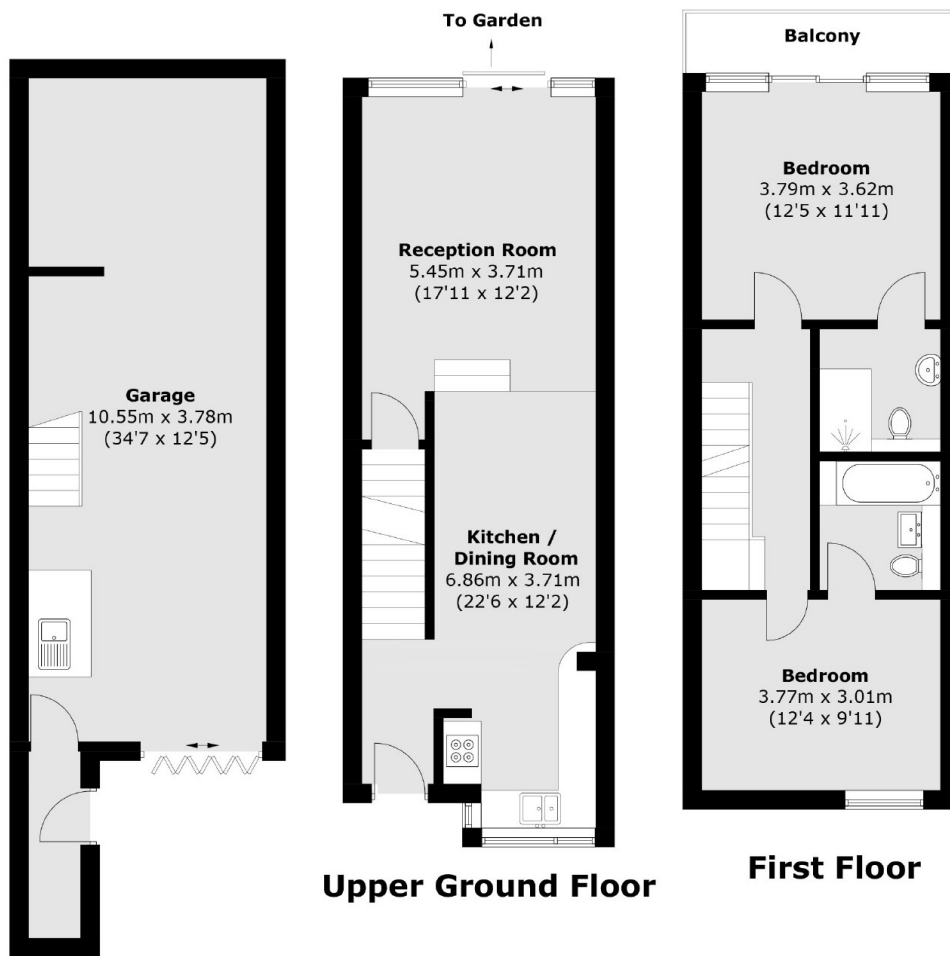 To Garden
Balcony
Bedroom
3.79m x 3.62m
(12'5 x 11'11)
Reception Room
5.45m x 3.71m
(17'11 x 12'2)
Garage
10.55m x 3.78m
(34'7 x 12'5)
Kitchen /
Dining Room
6.86m x 3.71m
(22'6 x 12'2)
Bedroom
3.77m x 3.01m
(12'4 x 9'11)
Upper Ground Floor
First Floor